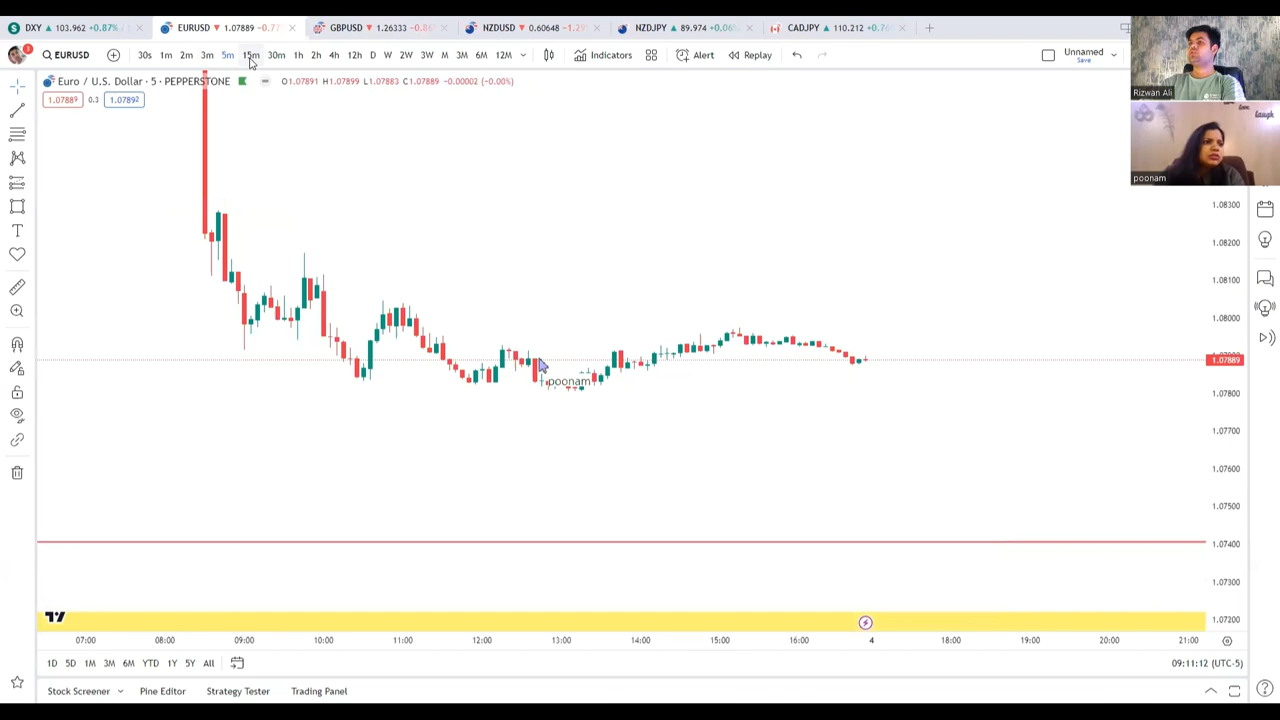 DXY 103.962 +0.87%
EURUSD 1.07889 -0.77
GBPUSD 1.26333
NZDUSD 0.60648
NZDJPY 89.974
CADJPY 110.212
3
EURUSD 30s 1m 2m 3m 5m 15m 30m 1h 2h 4h 12h D W 2W 3W M 3M 6M 12M Indicators Alert Replay Unnamed
Save
Euro / U.S. Dollar · 5 · PEPPERSTONE O1.07891 H1.07899 L1.07883 C1.07889 -0.00002 (-0.00%)
1.07889 0.3 1.07892
Rizwan Ali
love
laugh
poonam
1.08300
1.08200
1.08100
1.08000
1.07889
1.07800
1.07700
1.07600
1.07500
1.07400
1.07300
1.07200
poonam
07:00 08:00 09:00 10:00 11:00 12:00 13:00 14:00 15:00 16:00 4 18:00 19:00 20:00 21:00
1D 5D 1M 3M 6M YTD 1Y 5Y All
09:11:12 (UTC-5)
Stock Screener Pine Editor Strategy Tester Trading Panel